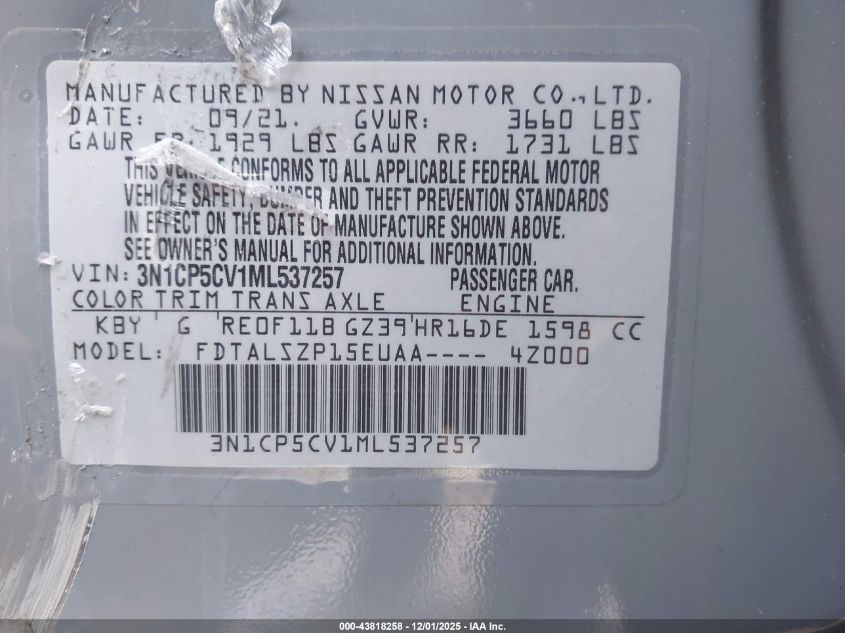 MANUFACTURED BY NISSAN MOTOR CO., LTD.
DATE: 09/21. GVWR: 3660 LBS
GAWR FR: 1929 LBS GAWR RR: 1731 LBS
THIS VEHICLE CONFORMS TO ALL APPLICABLE FEDERAL MOTOR
VEHICLE SAFETY, BUMPER AND THEFT PREVENTION STANDARDS
IN EFFECT ON THE DATE OF MANUFACTURE SHOWN ABOVE.
SEE OWNER'S MANUAL FOR ADDITIONAL INFORMATION.
VIN: 3N1CP5CV1ML537257 PASSENGER CAR.
COLOR TRIM TRANS AXLE ENGINE
KBY G RE0F11B GZ39 HR16DE 1598 CC
MODEL: FDTALSZP15EUAA---- 4Z000
3N1CP5CV1ML537257
000-43818258 - 12/01/2025 - IAA Inc.